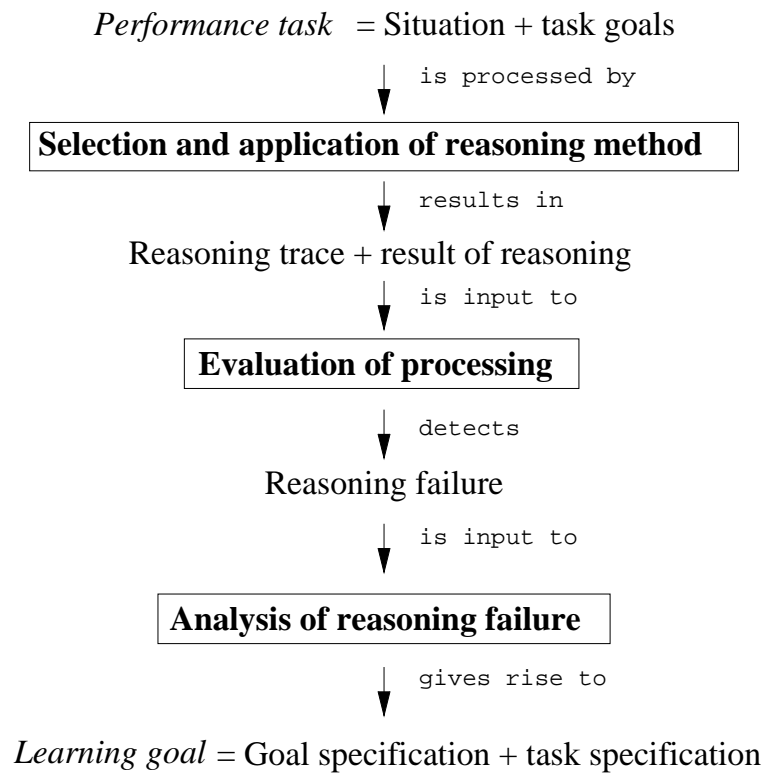 Performance task = Situation + task goals
is processed by
Selection and application of reasoning method
results in
Reasoning trace + result of reasoning
is input to
Evaluation of processing
detects
Reasoning failure
is input to
Analysis of reasoning failure
gives rise to
Learning goal = Goal specification + task specification